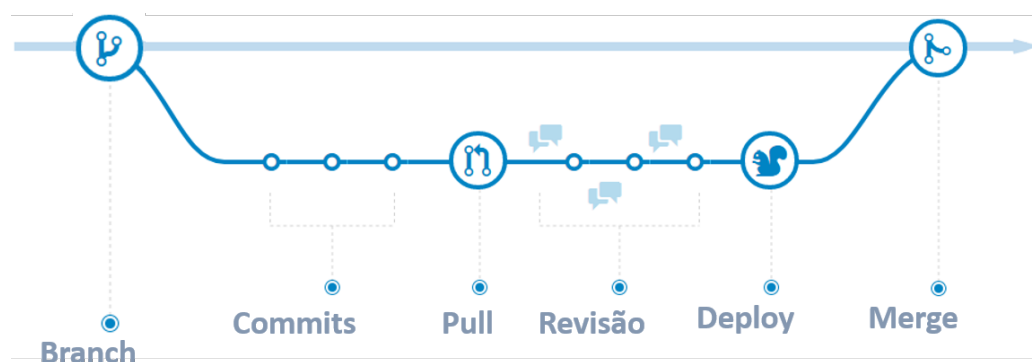 Branch
Commits
Pull
Revisão
Deploy
Merge